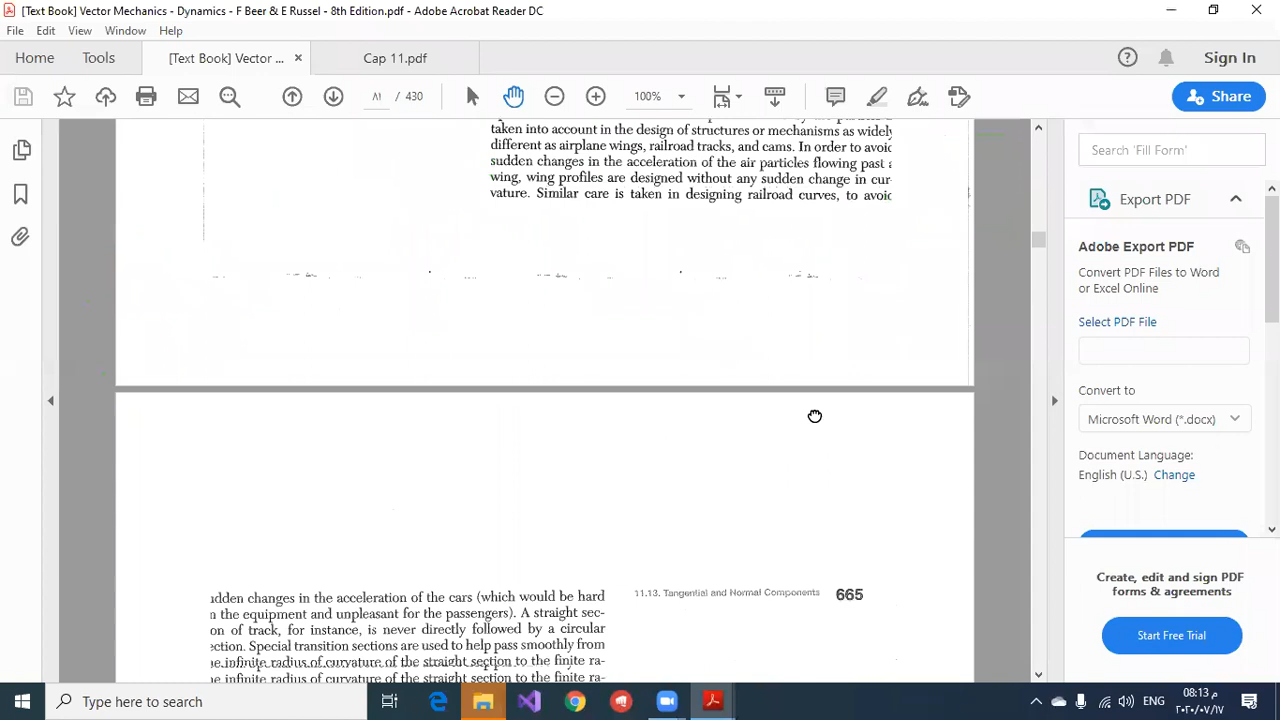 [Text Book] Vector Mechanics - Dynamics - F Beer & E Russel - 8th Edition.pdf - Adobe Acrobat Reader DC
File Edit View Window Help
Home Tools [Text Book] Vector ... Cap 11.pdf Sign In
٨١ / 430 100% Share
taken into account in the design of structures or mechanisms as widely
different as airplane wings, railroad tracks, and cams. In order to avoid
sudden changes in the acceleration of the air particles flowing past a
wing, wing profiles are designed without any sudden change in cur-
vature. Similar care is taken in designing railroad curves, to avoid
udden changes in the acceleration of the cars (which would be hard
n the equipment and unpleasant for the passengers). A straight sec-
on of track, for instance, is never directly followed by a circular
ection. Special transition sections are used to help pass smoothly from
e infinite radius of curvature of the straight section to the finite ra-
e infinite radius of curvature of the straight section to the finite ra-
11.13. Tangential and Normal Components 665
Search 'Fill Form'
Export PDF
Adobe Export PDF
Convert PDF Files to Word
or Excel Online
Select PDF File
Convert to
Microsoft Word (*.docx)
Document Language:
English (U.S.) Change
Create, edit and sign PDF
forms & agreements
Start Free Trial
Type here to search
ENG
08:13 م